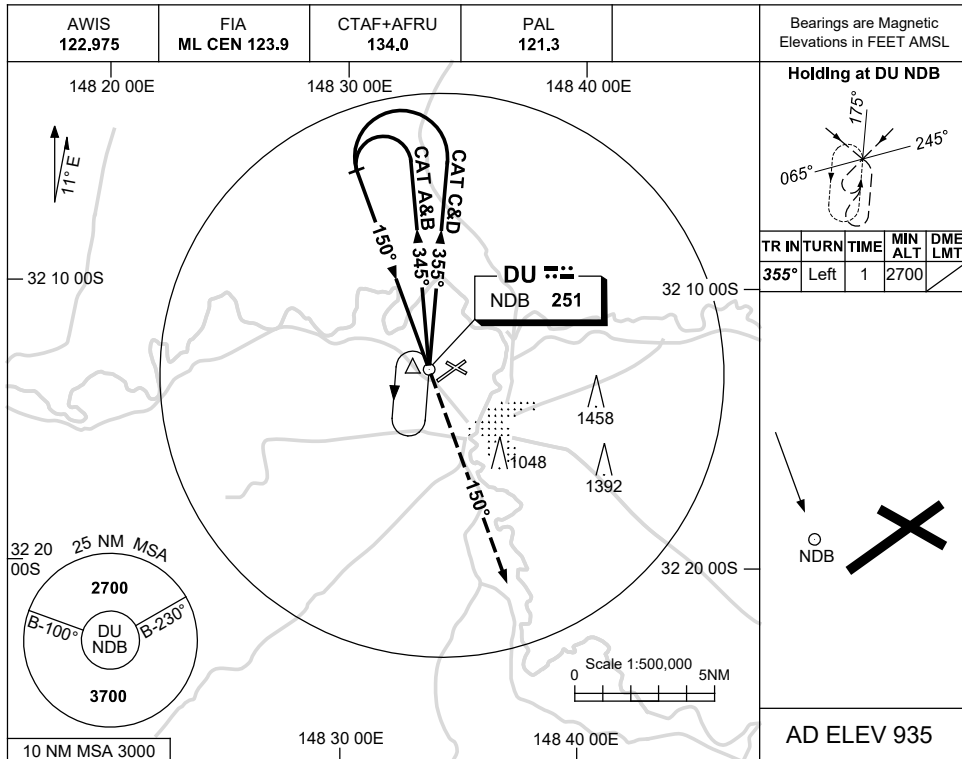 AWIS
122.975
FIA
ML CEN 123.9
CTAF+AFRU
134.0
PAL
121.3
Bearings are Magnetic
Elevations in FEET AMSL
148 20 00E
148 30 00E
148 40 00E
11° E
CAT A&B
CAT C&D
150°
345°
355°
32 10 00S
32 10 00S
DU
NDB 251
1458
1048
1392
150°
32 20
00S
32 20 00S
25 NM MSA
2700
B-100°
DU
NDB
B-230°
3700
10 NM MSA 3000
Scale 1:500,000
0
5NM
148 30 00E
148 40 00E
Holding at DU NDB
175°
245°
065°
TR IN TURN TIME MIN ALT DME LMT
355° Left 1 2700
NDB
AD ELEV 935